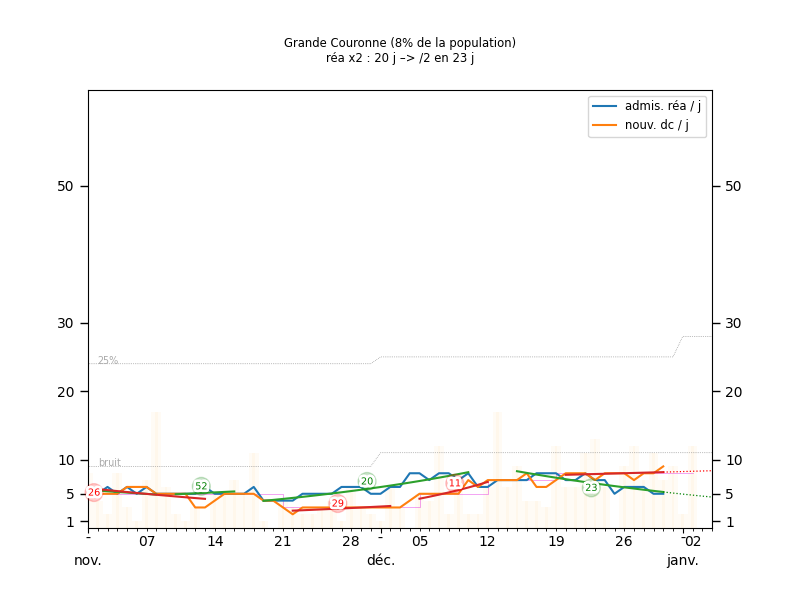 Grande Couronne (8% de la population)
réa x2 : 20 j –> /2 en 23 j
admis. réa / j
nouv. dc / j
50
50
30
30
25%
20
20
bruit
10
10
52
20
26
11
23
5
5
29
1
1
- 07 14 21 28 - 05 12 19 26 - 02
nov. déc. janv.